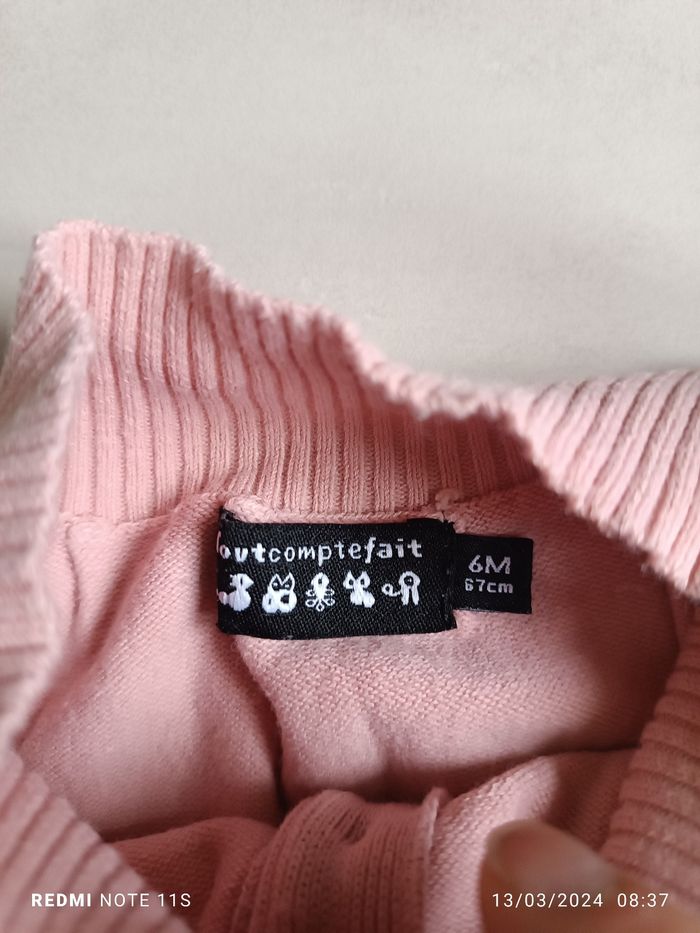 toutcomptefait
6M
67cm
REDMI NOTE 11S
13/03/2024 08:37